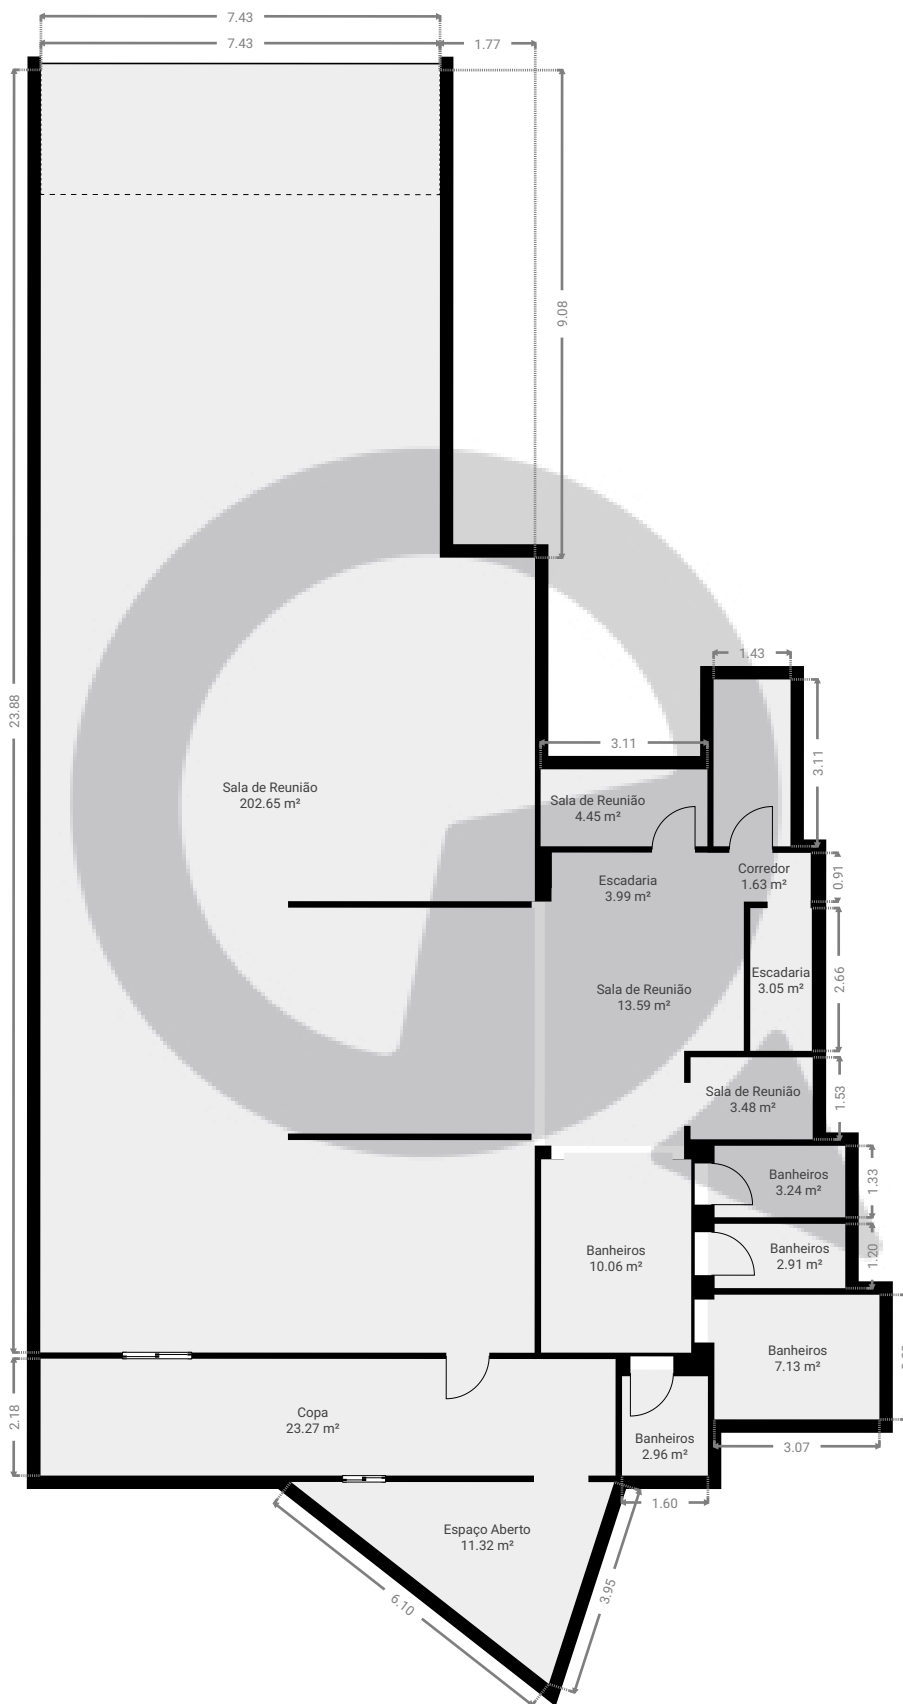 7.43
7.43
1.77
9.08
23.88
1.43
3.11
3.11
Sala de Reunião
202.65 m²
Sala de Reunião
4.45 m²
Escadaria
3.99 m²
Corredor
1.63 m²
0.91
Escadaria
3.05 m²
2.66
Sala de Reunião
13.59 m²
Sala de Reunião
3.48 m²
1.53
Banheiros
3.24 m²
1.33
Banheiros
10.06 m²
Banheiros
2.91 m²
1.20
Banheiros
7.13 m²
2.18
Copa
23.27 m²
Banheiros
2.96 m²
3.07
1.60
Espaço Aberto
11.32 m²
6.10
3.95